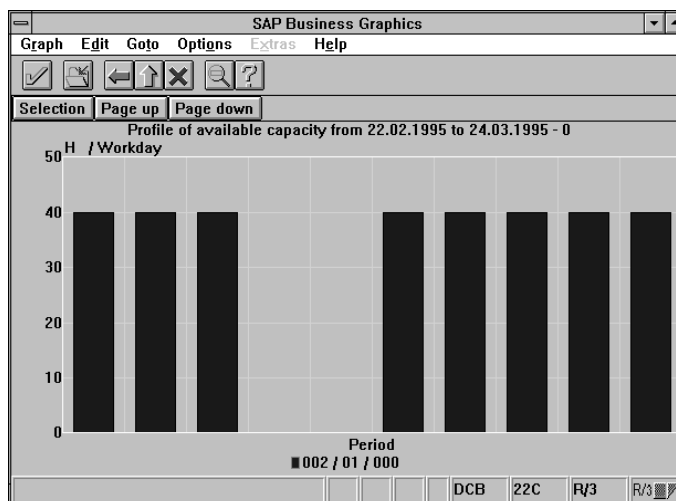 SAP Business Graphics
Graph Edit Goto Options Extras Help
Selection Page up Page down
Profile of available capacity from 22.02.1995 to 24.03.1995 - 0
H / Workday
50
40
30
20
10
0
Period
002 / 01 / 000
DCB 22C R/3 R/3